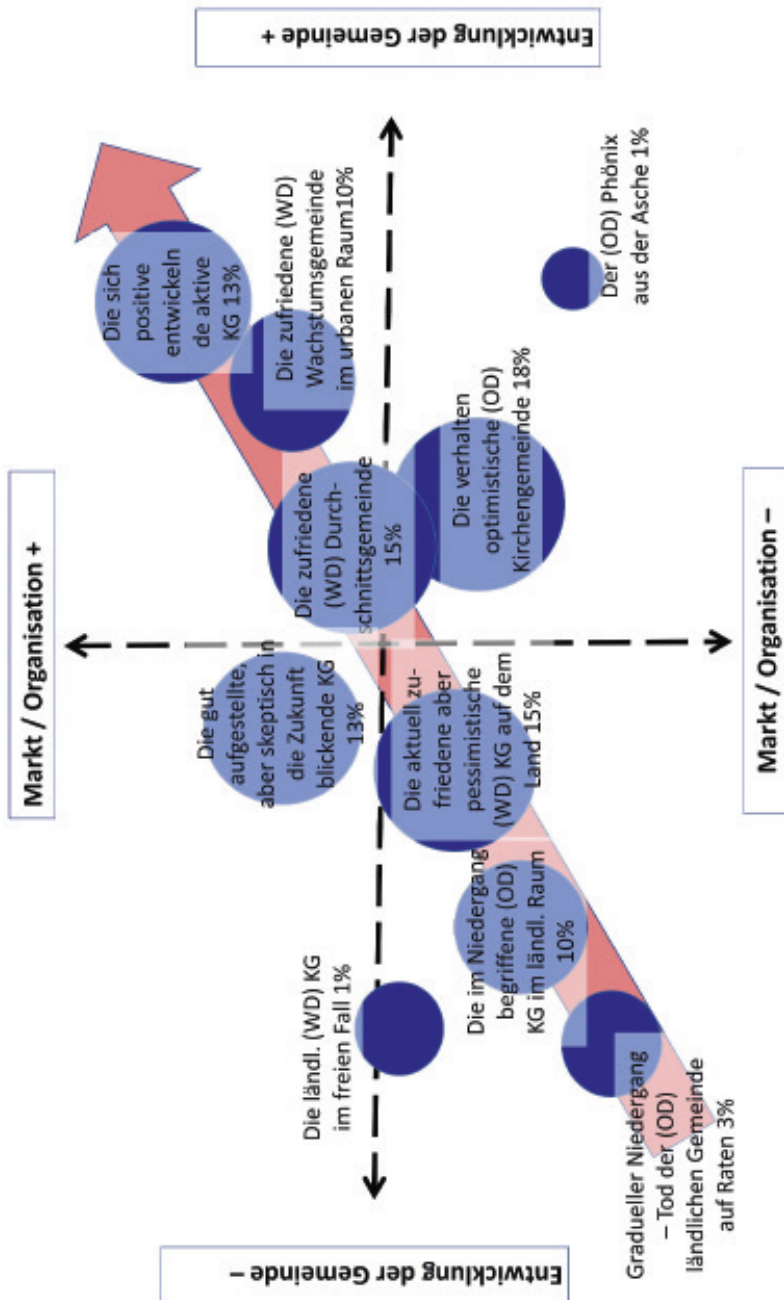 Markt / Organisation +
Entwicklung der Gemeinde +
Entwicklung der Gemeinde –
Markt / Organisation –
Die sich
positive
entwickeln
de aktive
KG 13%
Die zufriedene (WD)
Wachstumsgemeinde
im urbanen Raum10%
Die gut
aufgestellte,
aber skeptisch in
die Zukunft
blickende KG
13%
Die zufriedene
(WD) Durch-
schnittsgemeinde
15%
Die ländl. (WD) KG
im freien Fall 1%
Die aktuell zu-
friedene aber
pessimistische
(WD) KG auf dem
Land 15%
Die verhalten
optimistische (OD)
Kirchengemeinde 18%
Die im Niedergang
begriffene (OD)
KG im ländl. Raum
10%
Der (OD) Phönix
aus der Asche 1%
Gradueller Niedergang
– Tod der (OD)
ländlichen Gemeinde
auf Raten 3%